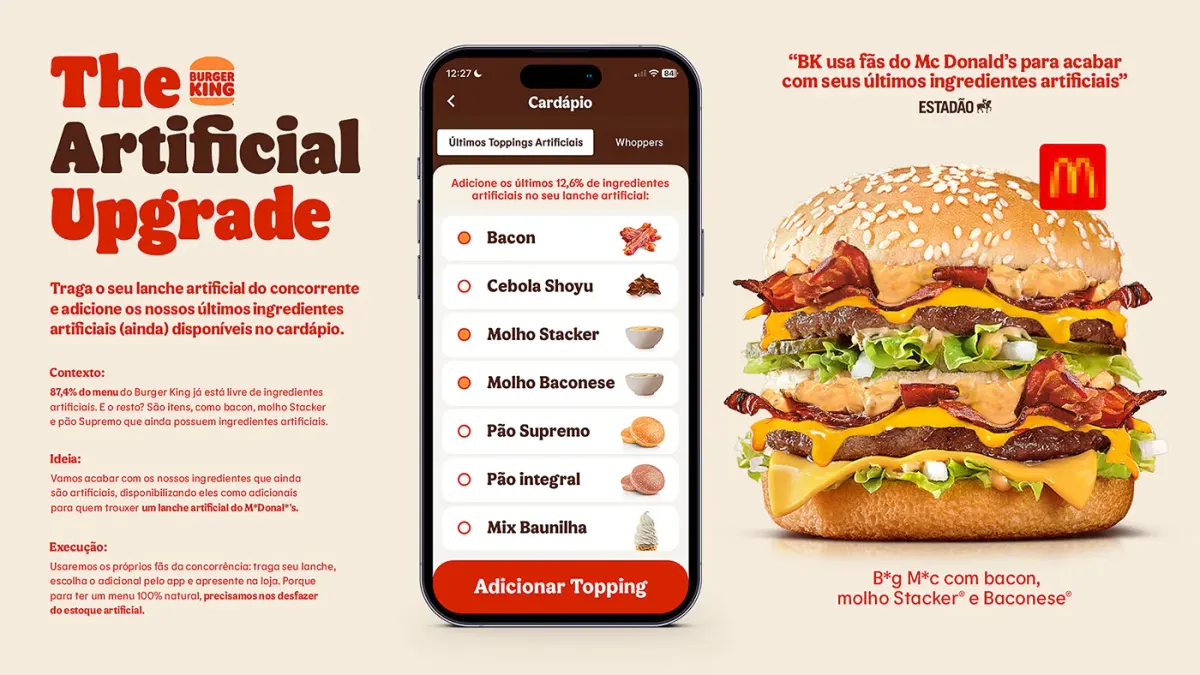 The
BURGER
KING
Artificial
Upgrade
Traga o seu lanche artificial do concorrente
e adicione os nossos últimos ingredientes
artificiais (ainda) disponíveis no cardápio.
Contexto:
87,4% do menu do Burger King já está livre de ingredientes
artificiais. E o resto? São itens, como bacon, molho Stacker
e pão Supremo que ainda possuem ingredientes artificiais.
Ideia:
Vamos acabar com os nossos ingredientes que ainda
são artificiais, disponibilizando eles como adicionais
para quem trouxer um lanche artificial do M*Donal*'s.
Execução:
Usaremos os próprios fãs da concorrência: traga seu lanche,
escolha o adicional pelo app e apresente na loja. Porque
para ter um menu 100% natural, precisamos nos desfazer
do estoque artificial.
12:27
84
Cardápio
Últimos Toppings Artificiais
Whoppers
Adicione os últimos 12,6% de ingredientes
artificiais no seu lanche artificial:
Bacon
Cebola Shoyu
Molho Stacker
Molho Baconese
Pão Supremo
Pão integral
Mix Baunilha
Adicionar Topping
“BK usa fãs do Mc Donald’s para acabar
com seus últimos ingredientes artificiais”
ESTADÃO
M
B*g M*c com bacon,
molho Stacker® e Baconese®